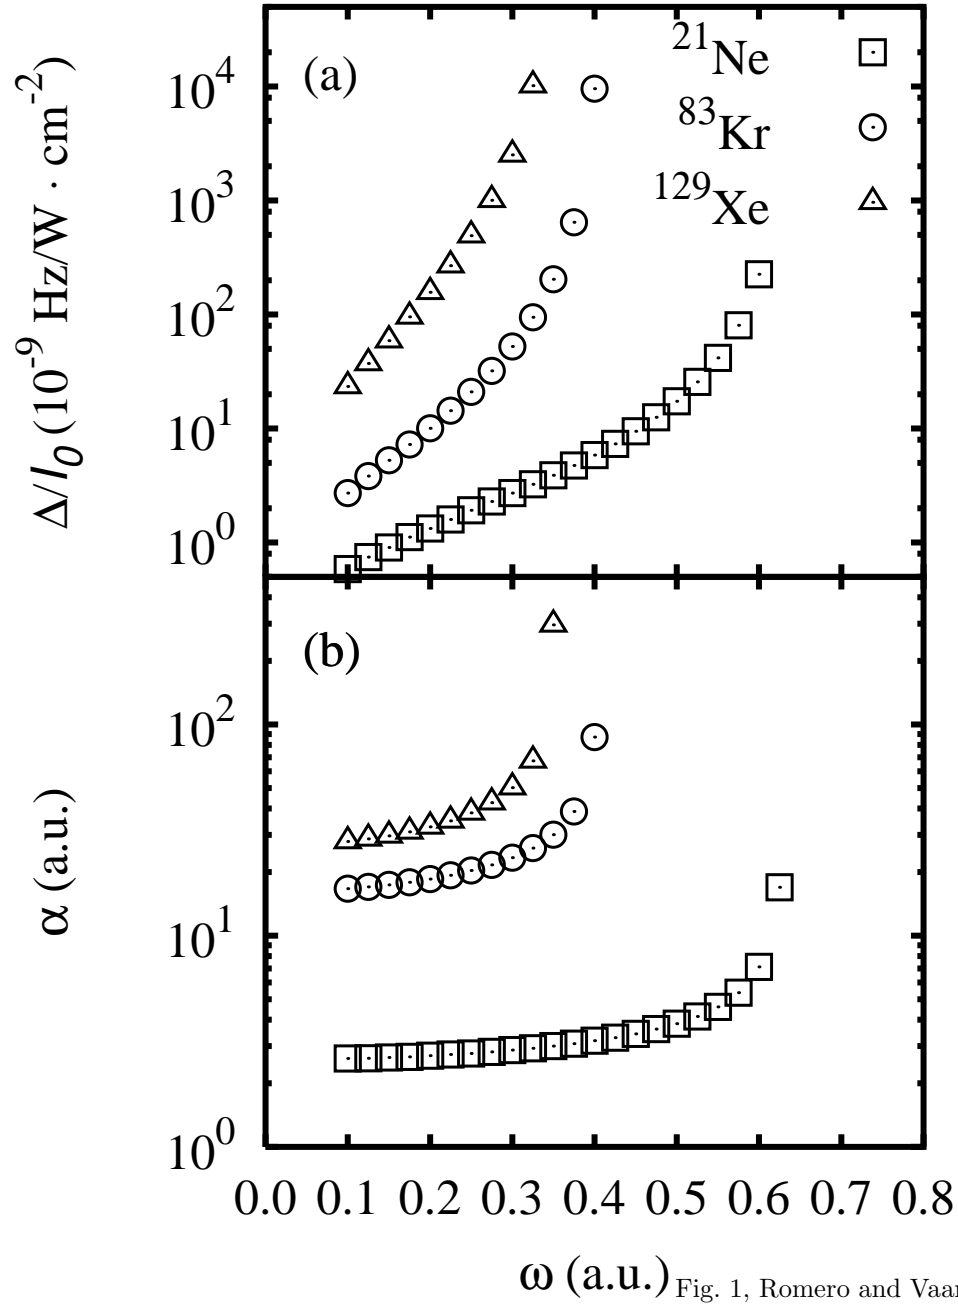 (a)
²¹Ne
⁸³Kr
¹²⁹Xe
Δ/I₀ (10⁻⁹ Hz/W · cm⁻²)
10⁴
10³
10²
10¹
10⁰
(b)
α (a.u.)
10²
10¹
10⁰
0.0 0.1 0.2 0.3 0.4 0.5 0.6 0.7 0.8
ω (a.u.)
Fig. 1, Romero and